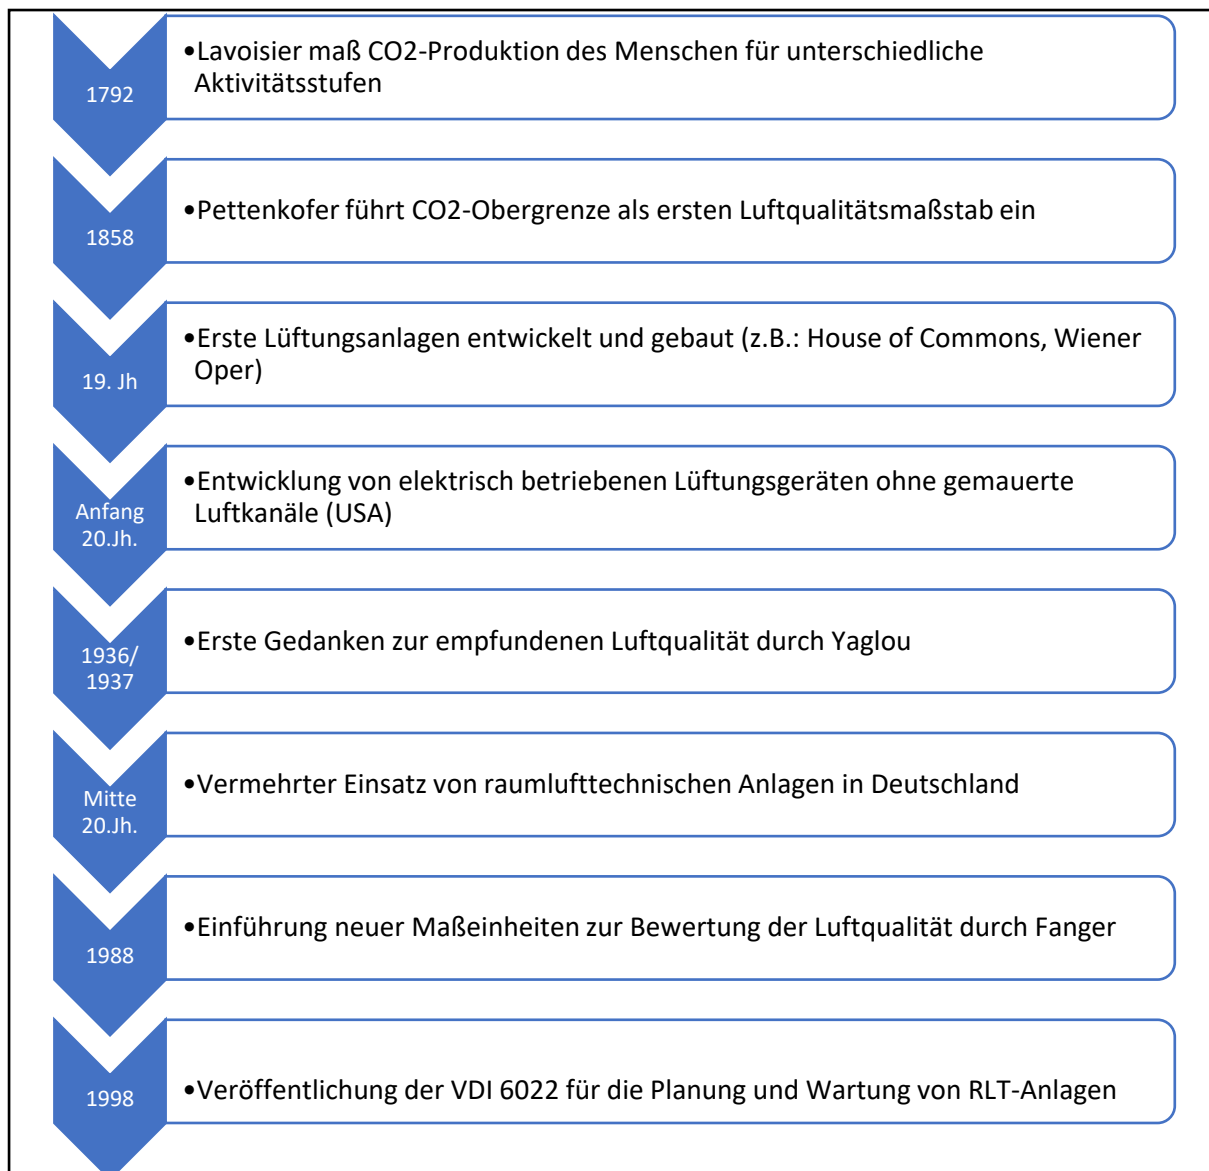 1792
•Lavoisier maß CO2-Produktion des Menschen für unterschiedliche
Aktivitätsstufen
1858
•Pettenkofer führt CO2-Obergrenze als ersten Luftqualitätsmaßstab ein
19. Jh
•Erste Lüftungsanlagen entwickelt und gebaut (z.B.: House of Commons, Wiener
Oper)
Anfang
20.Jh.
•Entwicklung von elektrisch betriebenen Lüftungsgeräten ohne gemauerte
Luftkanäle (USA)
1936/
1937
•Erste Gedanken zur empfundenen Luftqualität durch Yaglou
Mitte
20.Jh.
•Vermehrter Einsatz von raumlufttechnischen Anlagen in Deutschland
1988
•Einführung neuer Maßeinheiten zur Bewertung der Luftqualität durch Fanger
1998
•Veröffentlichung der VDI 6022 für die Planung und Wartung von RLT-Anlagen